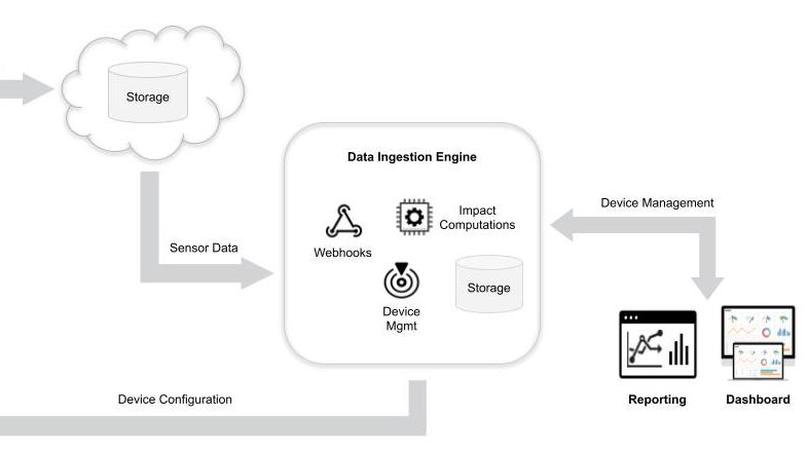 Storage
Data Ingestion Engine
Impact
Computations
Webhooks
Device Management
Sensor Data
Storage
Device
Mgmt
Device Configuration
Reporting
Dashboard